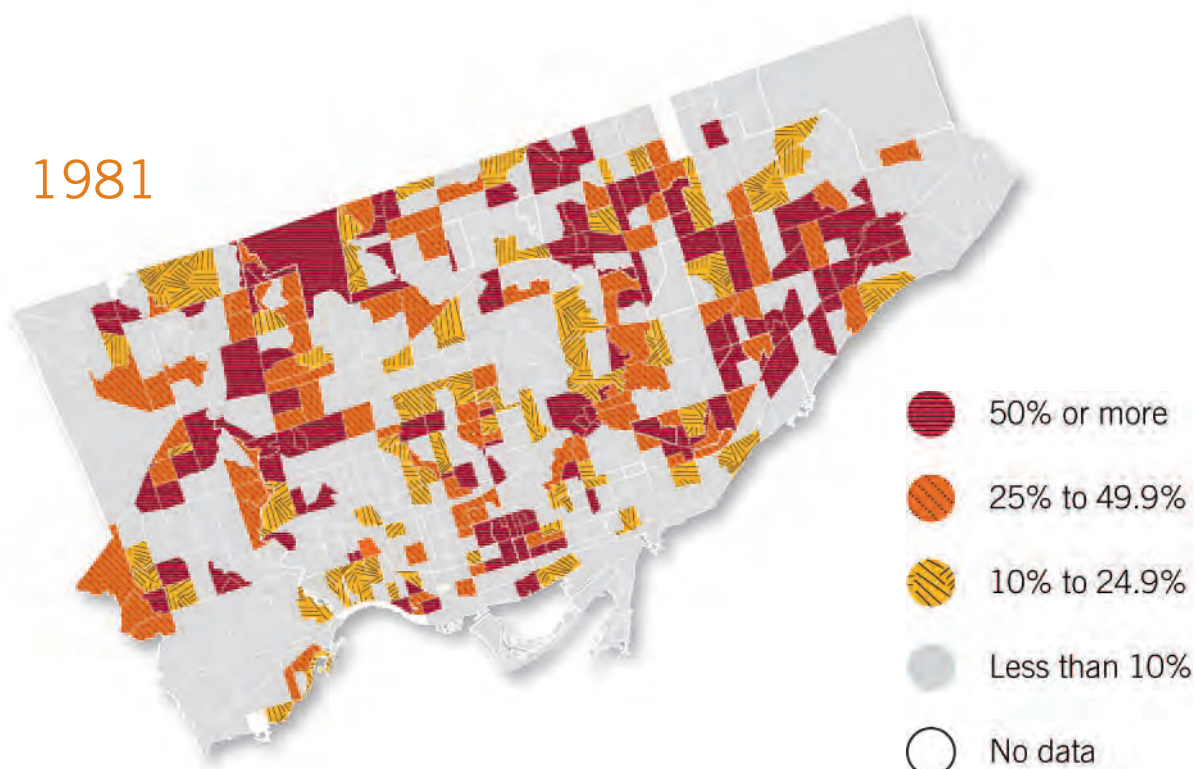 1981
50% or more
25% to 49.9%
10% to 24.9%
Less than 10%
No data